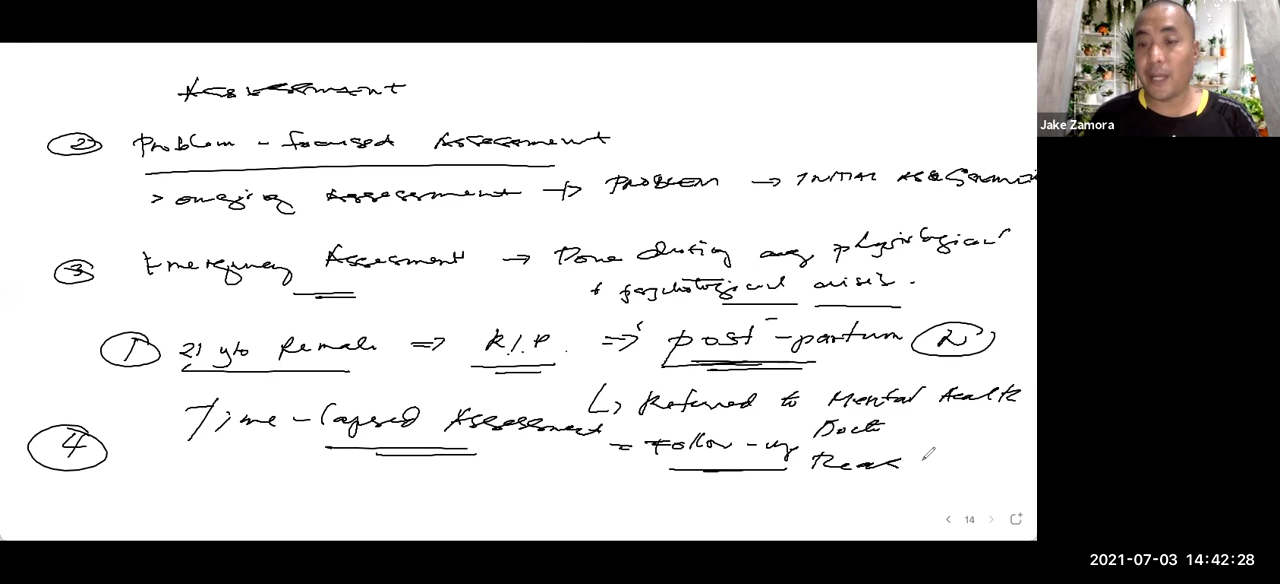 Assessment
Jake Zamora
② Problem - focused Assessment
> ongoing Assessment → PROBLEM → INITIAL ASSESSMENT
③ Emergency Assessment → Done during any physiological
+ psychological crisis.
① 21 y/o Female ⇒ R.I.P. ⇒ post-partum ②
↳ Referred to Mental Health
④ Time-lapsed Assessment = Follow-up
14
2021-07-03 14:42:28